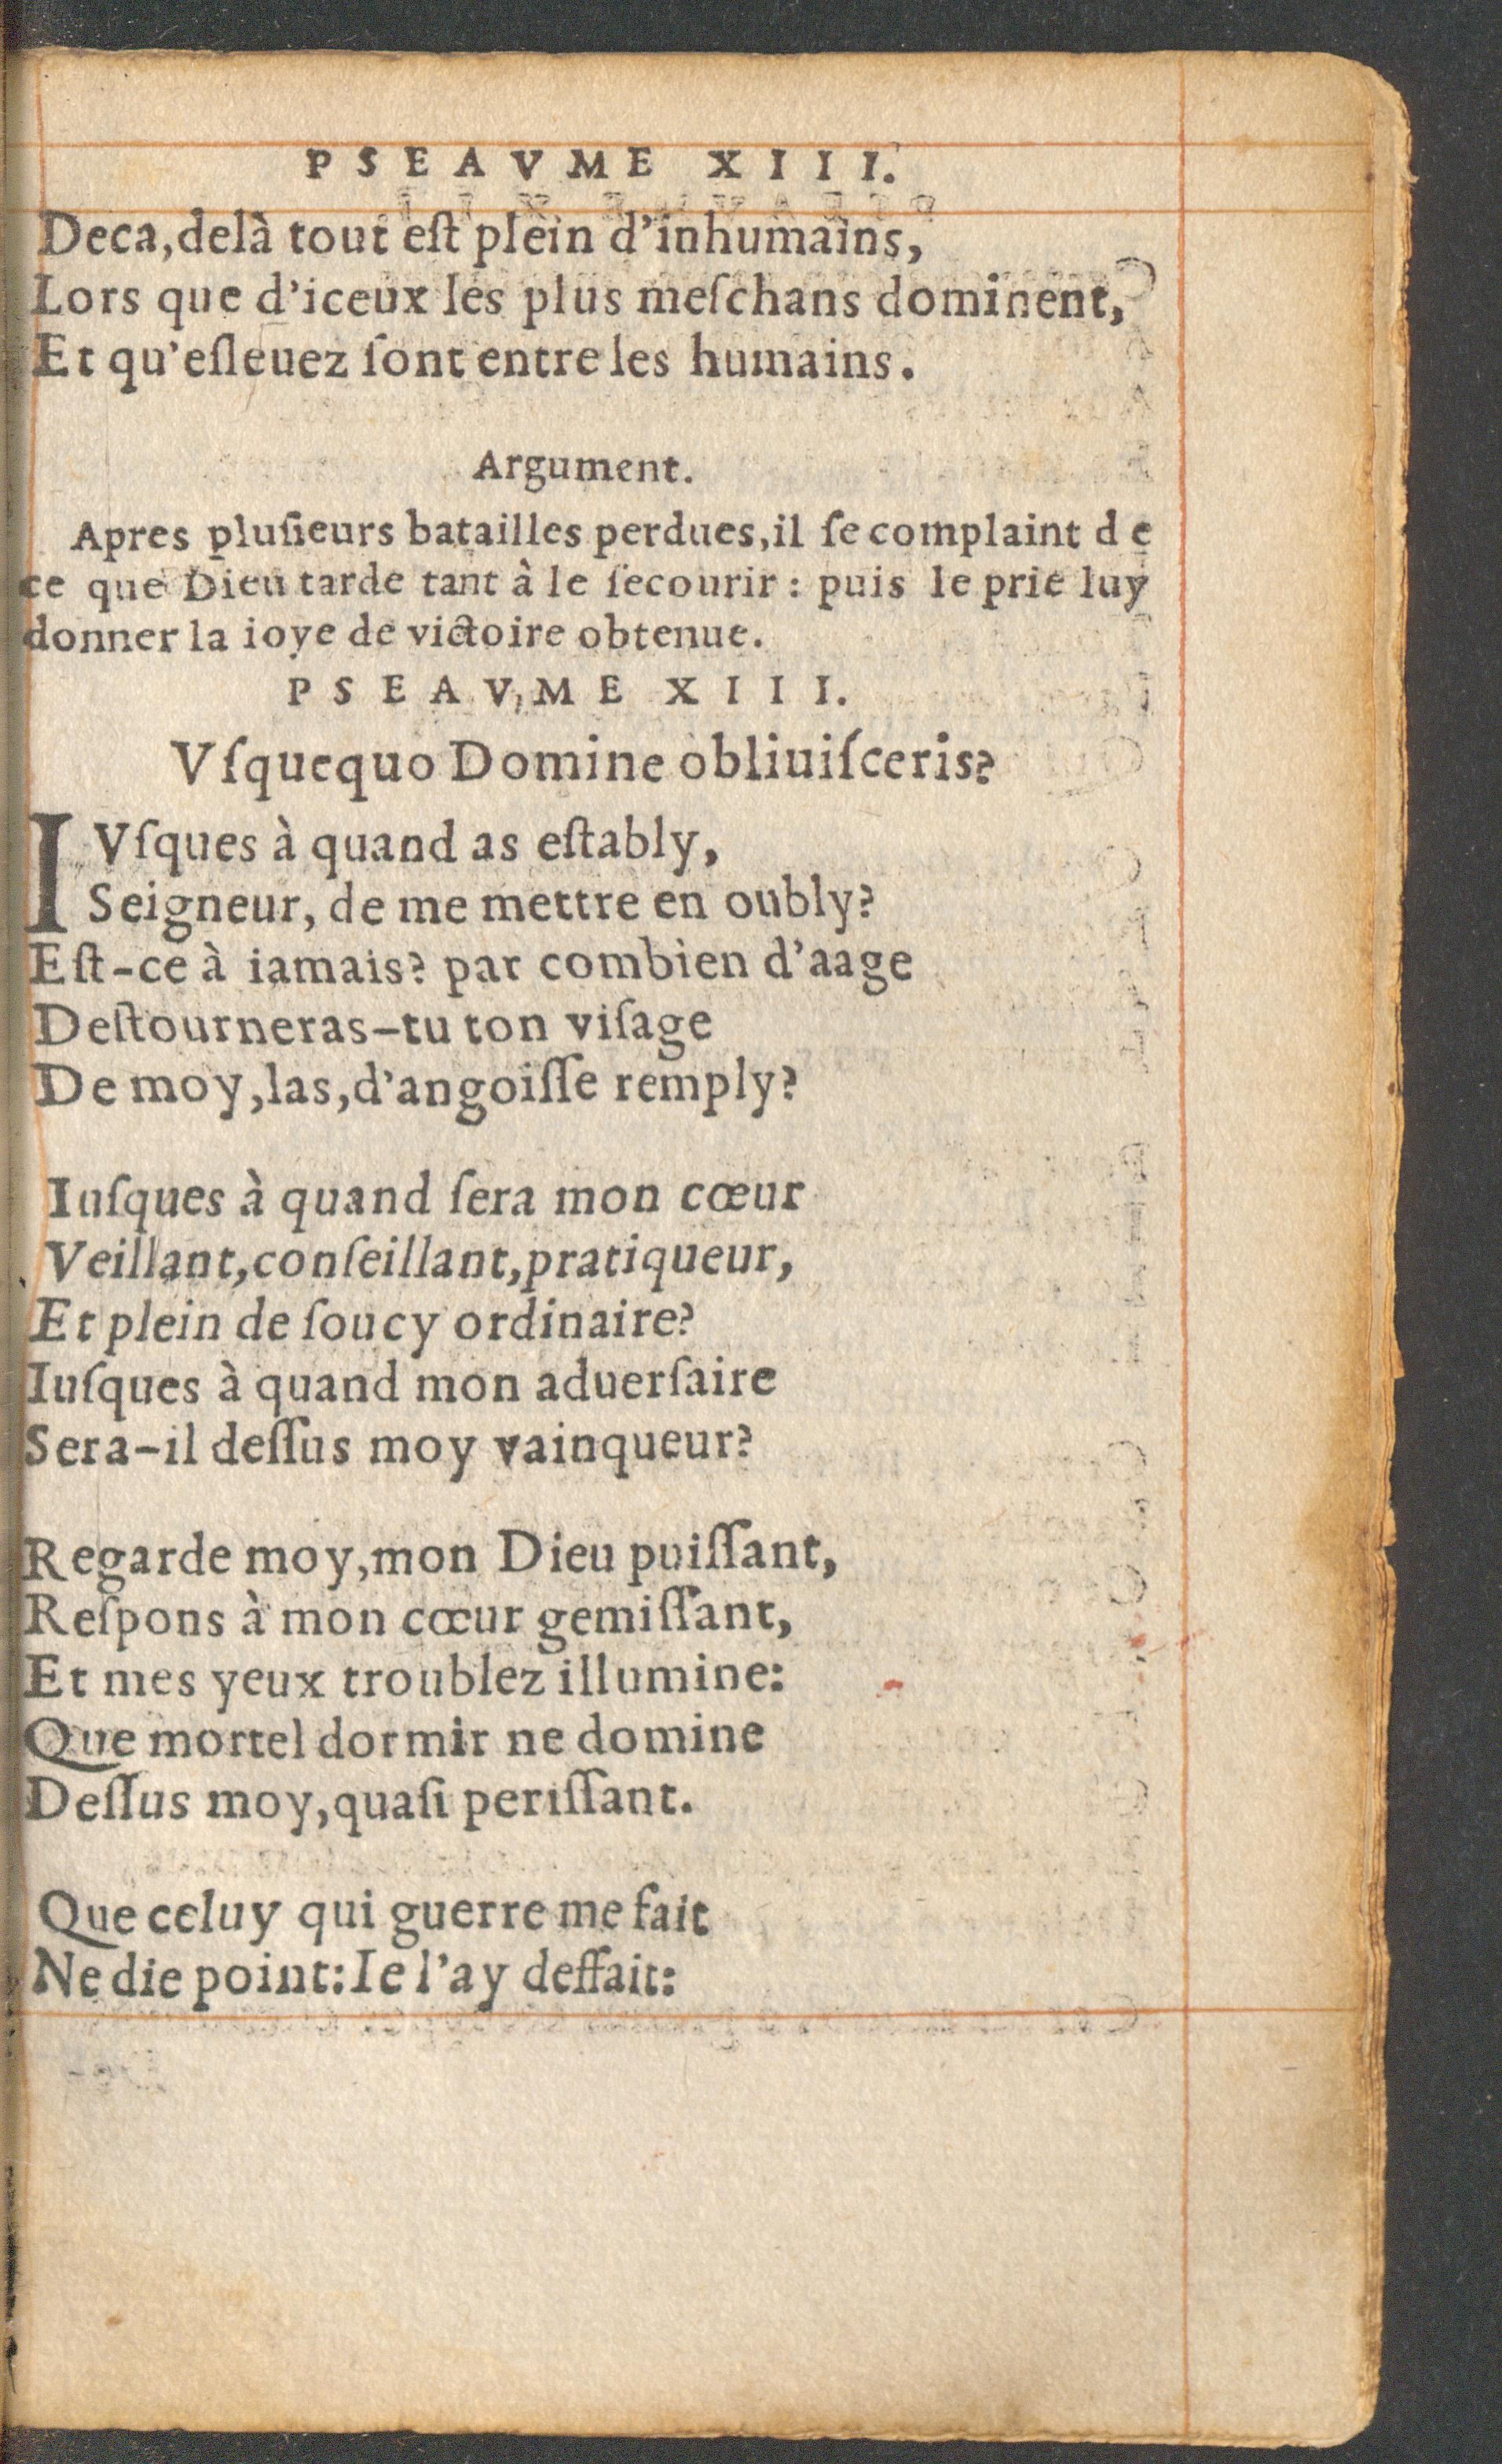 PSEAVME XIII.
Deca, delà tout eſt plein d'inhumains,
Lors que d'iceux les plus meſchans dominent,
Et qu'eſleuez ſont entre les humains.
Argument.
Apres pluſieurs batailles perdues, il ſe complaint de
ce que Dieu tarde tant à le ſecourir : puis le prie luy
donner la ioye de victoire obtenue.
PSEAVME XIII.
Vſquequo Domine obliuiſceris?
IVſques à quand as eſtably,
Seigneur, de me mettre en oubly?
Eſt-ce à iamais? par combien d'aage
Deſtourneras-tu ton viſage
De moy, las, d'angoiſſe remply?
Iuſques à quand ſera mon cœur
Veillant, conſeillant, pratiqueur,
Et plein de ſoucy ordinaire?
Iuſques à quand mon aduerſaire
Sera-il deſſus moy vainqueur?
Regarde moy, mon Dieu puiſſant,
Reſpons à mon cœur gemiſſant,
Et mes yeux troublez illumine:
Que mortel dormir ne domine
Deſſus moy, quaſi periſſant.
Que celuy qui guerre me fait
Ne die point: Ie l'ay deffait: